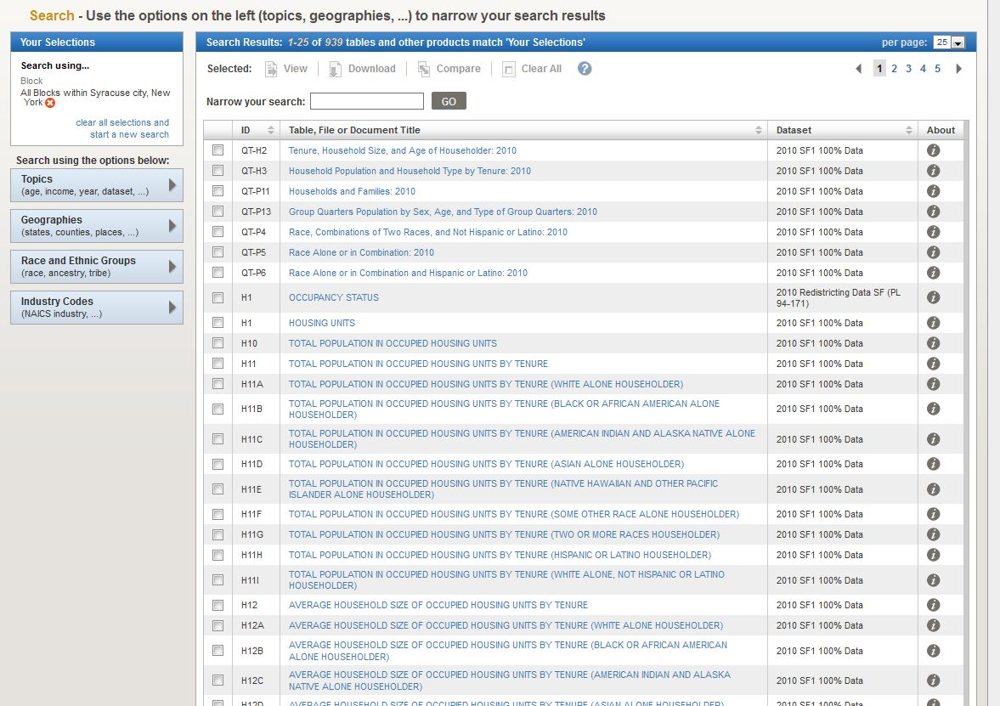 Search - Use the options on the left (topics, geographies, ...) to narrow your search results
Your Selections
Search using...
Block
All Blocks within Syracuse city, New
York
clear all selections and
start a new search
Search using the options below:
Topics
(age, income, year, dataset, ...)
Geographies
(states, counties, places, ...)
Race and Ethnic Groups
(race, ancestry, tribe)
Industry Codes
(NAICS industry, ...)
Search Results: 1-25 of 939 tables and other products match 'Your Selections'
per page: 25
Selected: View Download Compare Clear All ?
1 2 3 4 5
Narrow your search: GO
ID Table, File or Document Title Dataset About
QT-H2 Tenure, Household Size, and Age of Householder: 2010 2010 SF1 100% Data i
QT-H3 Household Population and Household Type by Tenure: 2010 2010 SF1 100% Data i
QT-P11 Households and Families: 2010 2010 SF1 100% Data i
QT-P13 Group Quarters Population by Sex, Age, and Type of Group Quarters: 2010 2010 SF1 100% Data i
QT-P4 Race, Combinations of Two Races, and Not Hispanic or Latino: 2010 2010 SF1 100% Data i
QT-P5 Race Alone or in Combination: 2010 2010 SF1 100% Data i
QT-P6 Race Alone or in Combination and Hispanic or Latino: 2010 2010 SF1 100% Data i
H1 OCCUPANCY STATUS 2010 Redistricting Data SF (PL
94-171) i
H1 HOUSING UNITS 2010 SF1 100% Data i
H10 TOTAL POPULATION IN OCCUPIED HOUSING UNITS 2010 SF1 100% Data i
H11 TOTAL POPULATION IN OCCUPIED HOUSING UNITS BY TENURE 2010 SF1 100% Data i
H11A TOTAL POPULATION IN OCCUPIED HOUSING UNITS BY TENURE (WHITE ALONE HOUSEHOLDER) 2010 SF1 100% Data i
H11B TOTAL POPULATION IN OCCUPIED HOUSING UNITS BY TENURE (BLACK OR AFRICAN AMERICAN ALONE
HOUSEHOLDER) 2010 SF1 100% Data i
H11C TOTAL POPULATION IN OCCUPIED HOUSING UNITS BY TENURE (AMERICAN INDIAN AND ALASKA NATIVE ALONE
HOUSEHOLDER) 2010 SF1 100% Data i
H11D TOTAL POPULATION IN OCCUPIED HOUSING UNITS BY TENURE (ASIAN ALONE HOUSEHOLDER) 2010 SF1 100% Data i
H11E TOTAL POPULATION IN OCCUPIED HOUSING UNITS BY TENURE (NATIVE HAWAIIAN AND OTHER PACIFIC
ISLANDER ALONE HOUSEHOLDER) 2010 SF1 100% Data i
H11F TOTAL POPULATION IN OCCUPIED HOUSING UNITS BY TENURE (SOME OTHER RACE ALONE HOUSEHOLDER) 2010 SF1 100% Data i
H11G TOTAL POPULATION IN OCCUPIED HOUSING UNITS BY TENURE (TWO OR MORE RACES HOUSEHOLDER) 2010 SF1 100% Data i
H11H TOTAL POPULATION IN OCCUPIED HOUSING UNITS BY TENURE (HISPANIC OR LATINO HOUSEHOLDER) 2010 SF1 100% Data i
H11I TOTAL POPULATION IN OCCUPIED HOUSING UNITS BY TENURE (WHITE ALONE, NOT HISPANIC OR LATINO
HOUSEHOLDER) 2010 SF1 100% Data i
H12 AVERAGE HOUSEHOLD SIZE OF OCCUPIED HOUSING UNITS BY TENURE 2010 SF1 100% Data i
H12A AVERAGE HOUSEHOLD SIZE OF OCCUPIED HOUSING UNITS BY TENURE (WHITE ALONE HOUSEHOLDER) 2010 SF1 100% Data i
H12B AVERAGE HOUSEHOLD SIZE OF OCCUPIED HOUSING UNITS BY TENURE (BLACK OR AFRICAN AMERICAN
ALONE HOUSEHOLDER) 2010 SF1 100% Data i
H12C AVERAGE HOUSEHOLD SIZE OF OCCUPIED HOUSING UNITS BY TENURE (AMERICAN INDIAN AND ALASKA
NATIVE ALONE HOUSEHOLDER) 2010 SF1 100% Data i
H12D AVERAGE HOUSEHOLD SIZE OF OCCUPIED HOUSING UNITS BY TENURE (ASIAN ALONE HOUSEHOLDER) 2010 SF1 100% Data